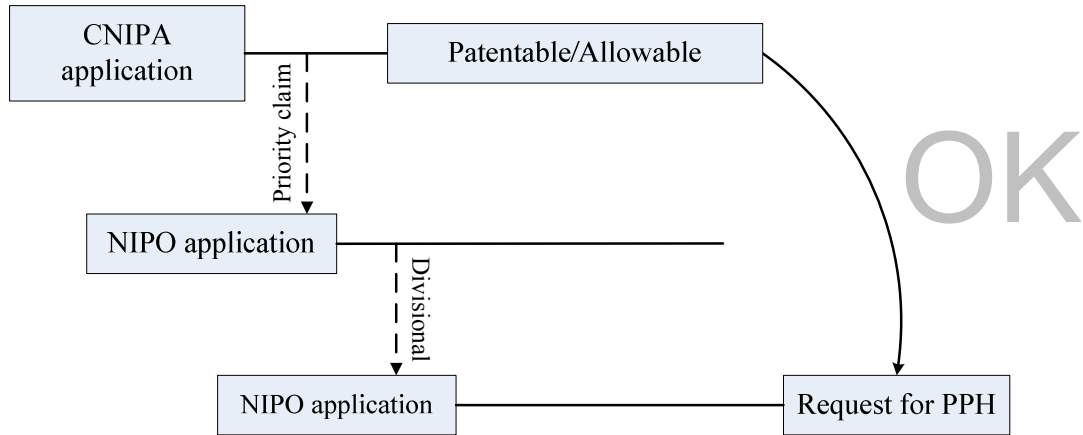 CNIPA
application
Patentable/Allowable
Priority claim
OK
NIPO application
Divisional
NIPO application
Request for PPH